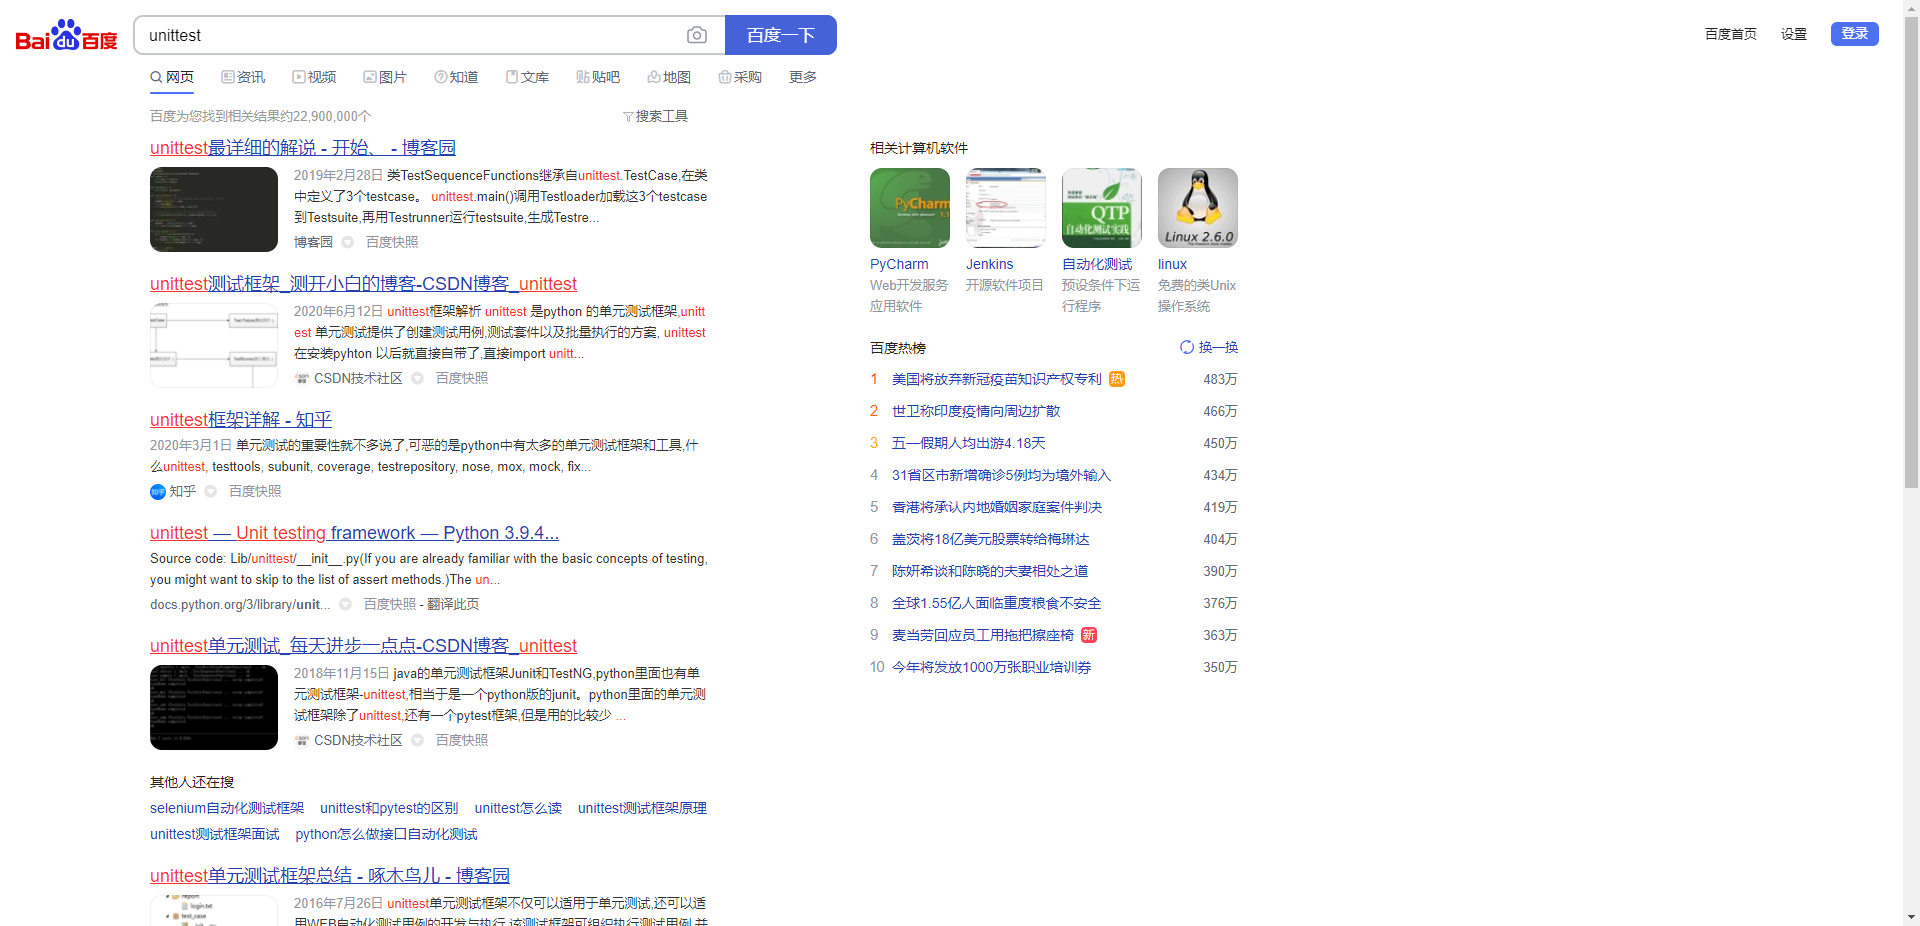 Bai du 百度
unittest
百度一下
百度首页 设置 登录
网页 资讯 视频 图片 知道 文库 贴吧 地图 采购 更多
百度为您找到相关结果约22,900,000个
搜索工具
unittest最详细的解说 - 开始、 - 博客园
2019年2月28日 类TestSequenceFunctions继承自unittest.TestCase,在类
中定义了3个testcase。 unittest.main()调用Testloader加载这3个testcase
到Testsuite,再用Testrunner运行testsuite,生成Testre...
博客园 百度快照
unittest测试框架_测开小白的博客-CSDN博客_unittest
2020年6月12日 unittest框架解析 unittest 是python 的单元测试框架,unitt
est 单元测试提供了创建测试用例,测试套件以及批量执行的方案, unittest
在安装pyhton 以后就直接自带了,直接import unitt...
CSDN技术社区 百度快照
unittest框架详解 - 知乎
2020年3月1日 单元测试的重要性就不多说了,可恶的是python中有太多的单元测试框架和工具,什
么unittest, testtools, subunit, coverage, testrepository, nose, mox, mock, fix...
知乎 知乎 百度快照
unittest — Unit testing framework — Python 3.9.4...
Source code: Lib/unittest/__init__.py(If you are already familiar with the basic concepts of testing,
you might want to skip to the list of assert methods.)The un...
docs.python.org/3/library/unit... 百度快照 - 翻译此页
unittest单元测试_每天进步一点点-CSDN博客_unittest
2018年11月15日 java的单元测试框架Junit和TestNG,python里面也有单
元测试框架-unittest,相当于是一个python版的junit。python里面的单元测
试框架除了unittest,还有一个pytest框架,但是用的比较少 ...
CSDN技术社区 百度快照
其他人还在搜
selenium自动化测试框架 unittest和pytest的区别 unittest怎么读 unittest测试框架原理
unittest测试框架面试 python怎么做接口自动化测试
unittest单元测试框架总结 - 啄木鸟儿 - 博客园
report
login.txt
test_case
2016年7月26日 unittest单元测试框架不仅可以适用于单元测试,还可以适
用WEB自动化测试用例的开发与执行,该测试框架可组织执行测试用例,并
相关计算机软件
PyCharm
QTP
自动化测试实践
Linux 2.6.0
PyCharm Jenkins 自动化测试 linux
Web开发服务 开源软件项目 预设条件下运 免费的类Unix
应用软件 行程序 操作系统
百度热榜 换一换
1 美国将放弃新冠疫苗知识产权专利 热 483万
2 世卫称印度疫情向周边扩散 466万
3 五一假期人均出游4.18天 450万
4 31省区市新增确诊5例均为境外输入 434万
5 香港将承认内地婚姻家庭案件判决 419万
6 盖茨将18亿美元股票转给梅琳达 404万
7 陈妍希谈和陈晓的夫妻相处之道 390万
8 全球1.55亿人面临重度粮食不安全 376万
9 麦当劳回应员工用拖把擦座椅 新 363万
10 今年将发放1000万张职业培训券 350万